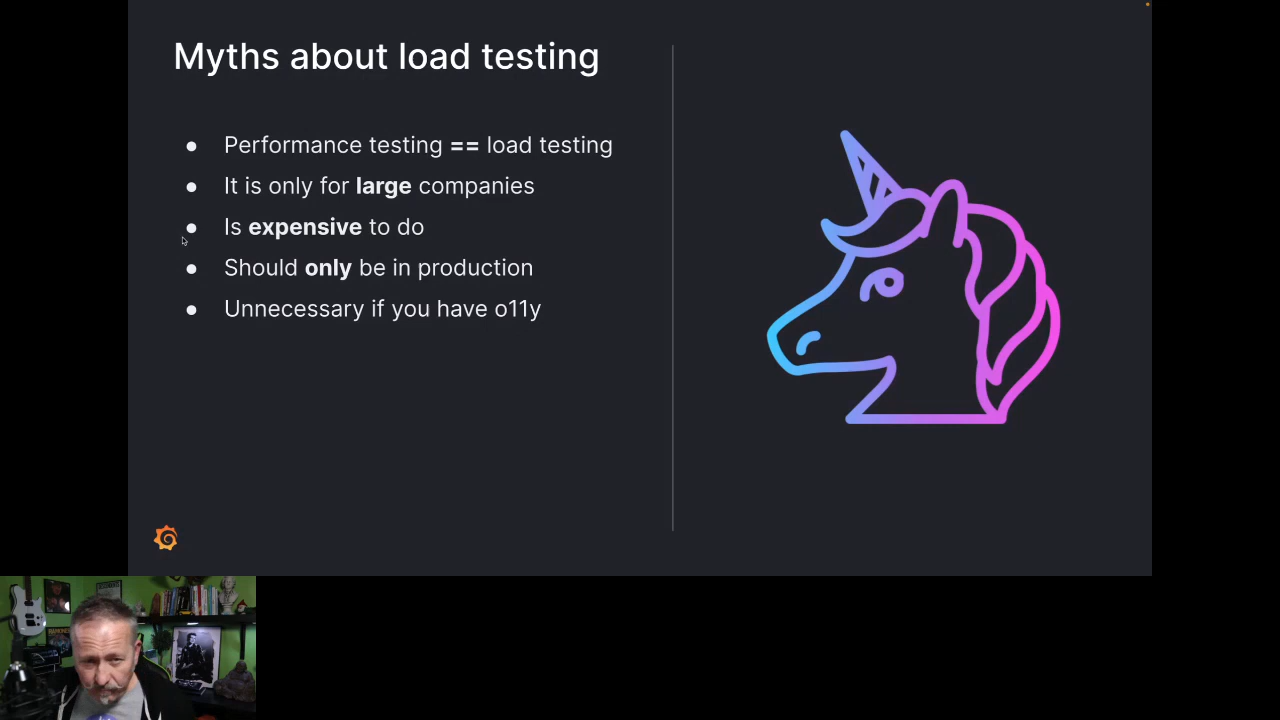 Myths about load testing
● Performance testing == load testing
● It is only for large companies
● Is expensive to do
● Should only be in production
● Unnecessary if you have o11y
RAMONES